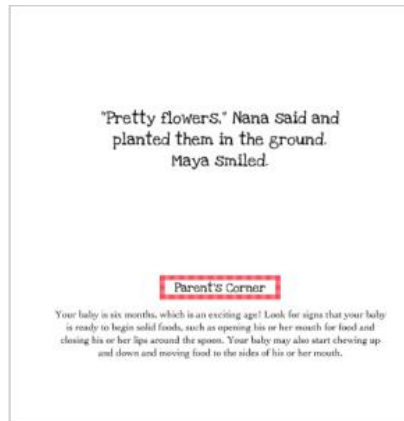 "Pretty flowers," Nana said and
planted them in the ground.
Maya smiled.
Parent's Corner
Your baby is six months, which is an exciting age! Look for signs that your baby
is ready to begin solid foods, such as opening his or her mouth for food and
closing his or her lips around the spoon. Your baby may also start chewing up
and down and moving food to the sides of his or her mouth.